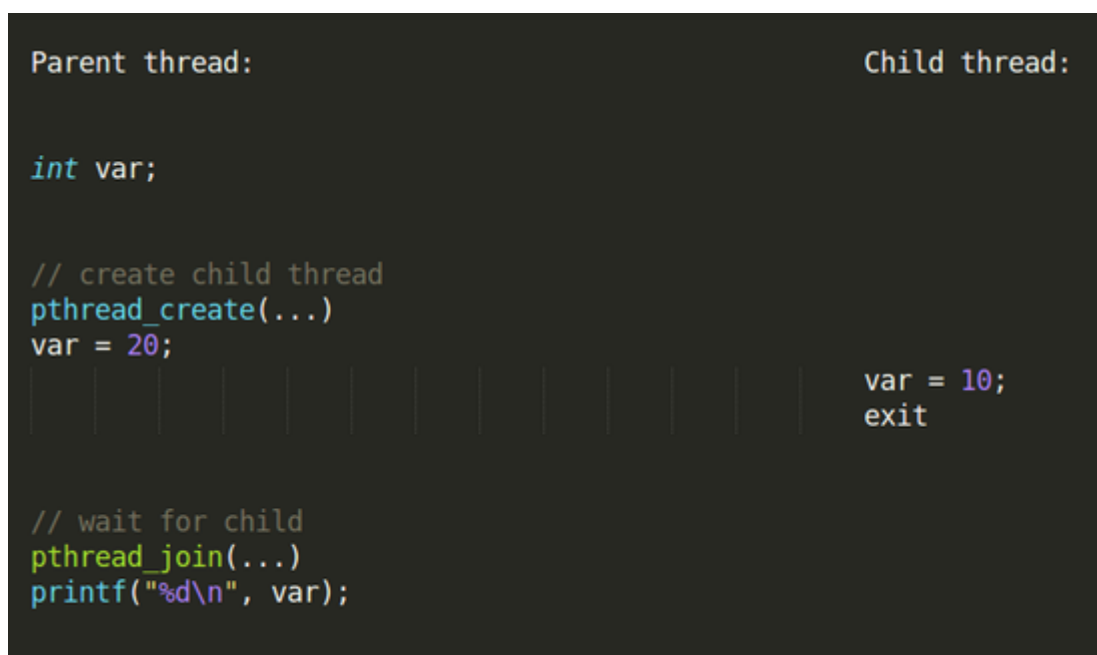 Parent thread: Child thread:
int var;
// create child thread
pthread_create(...)
var = 20;
var = 10;
exit
// wait for child
pthread_join(...)
printf("%d\n", var);